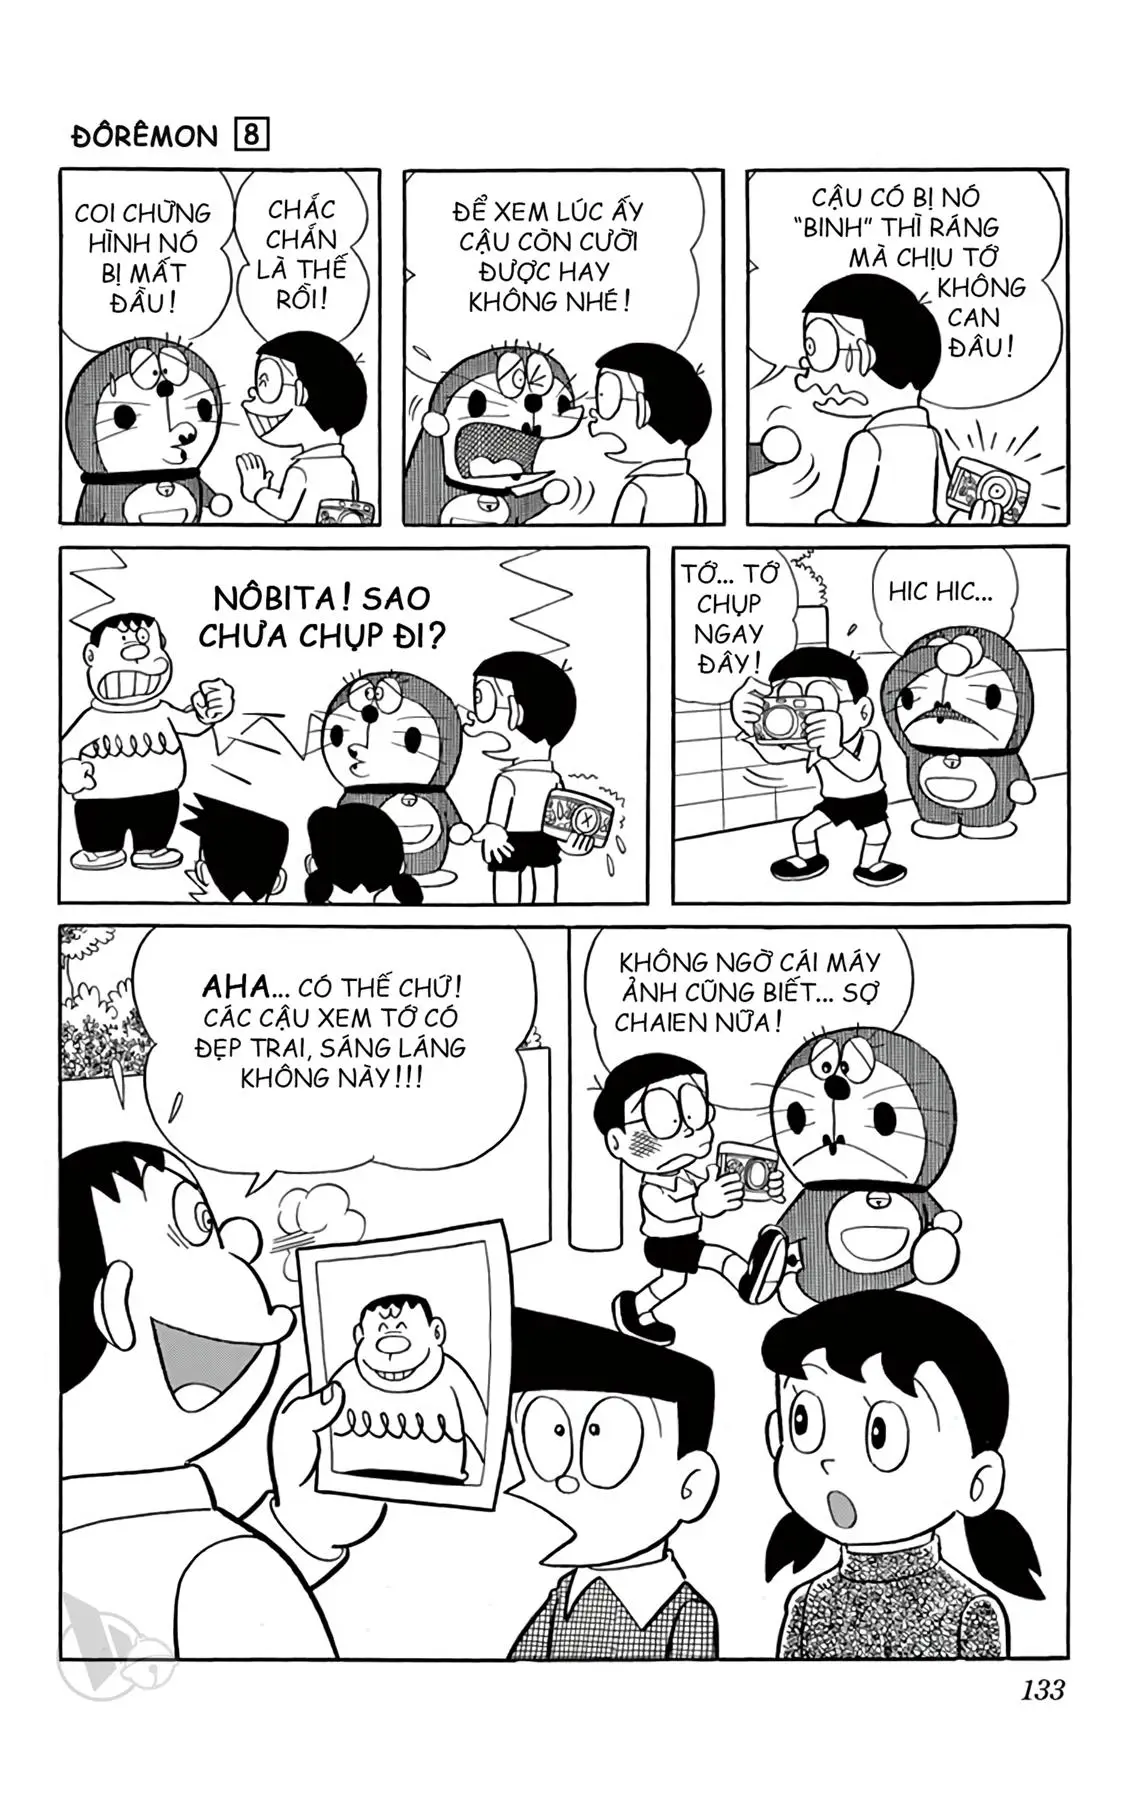 ĐÔRÊMON 8
COI CHỪNG
HÌNH NÓ
BỊ MẤT
ĐẦU!
CHẮC
CHẮN
LÀ THẾ
RỒI!
ĐỂ XEM LÚC ẤY
CẬU CÒN CƯỜI
ĐƯỢC HAY
KHÔNG NHÉ!
CẬU CÓ BỊ NÓ
“BINH” THÌ RÁNG
MÀ CHỊU TỚ
KHÔNG
CAN
ĐÂU!
NÔBITA! SAO
CHƯA CHỤP ĐI?
TỚ... TỚ
CHỤP
NGAY
ĐÂY!
HIC HIC...
AHA... CÓ THẾ CHỨ!
CÁC CẬU XEM TỚ CÓ
ĐẸP TRAI, SÁNG LÁNG
KHÔNG NÀY!!!
KHÔNG NGỜ CÁI MÁY
ẢNH CŨNG BIẾT... SỢ
CHAIEN NỮA!
133